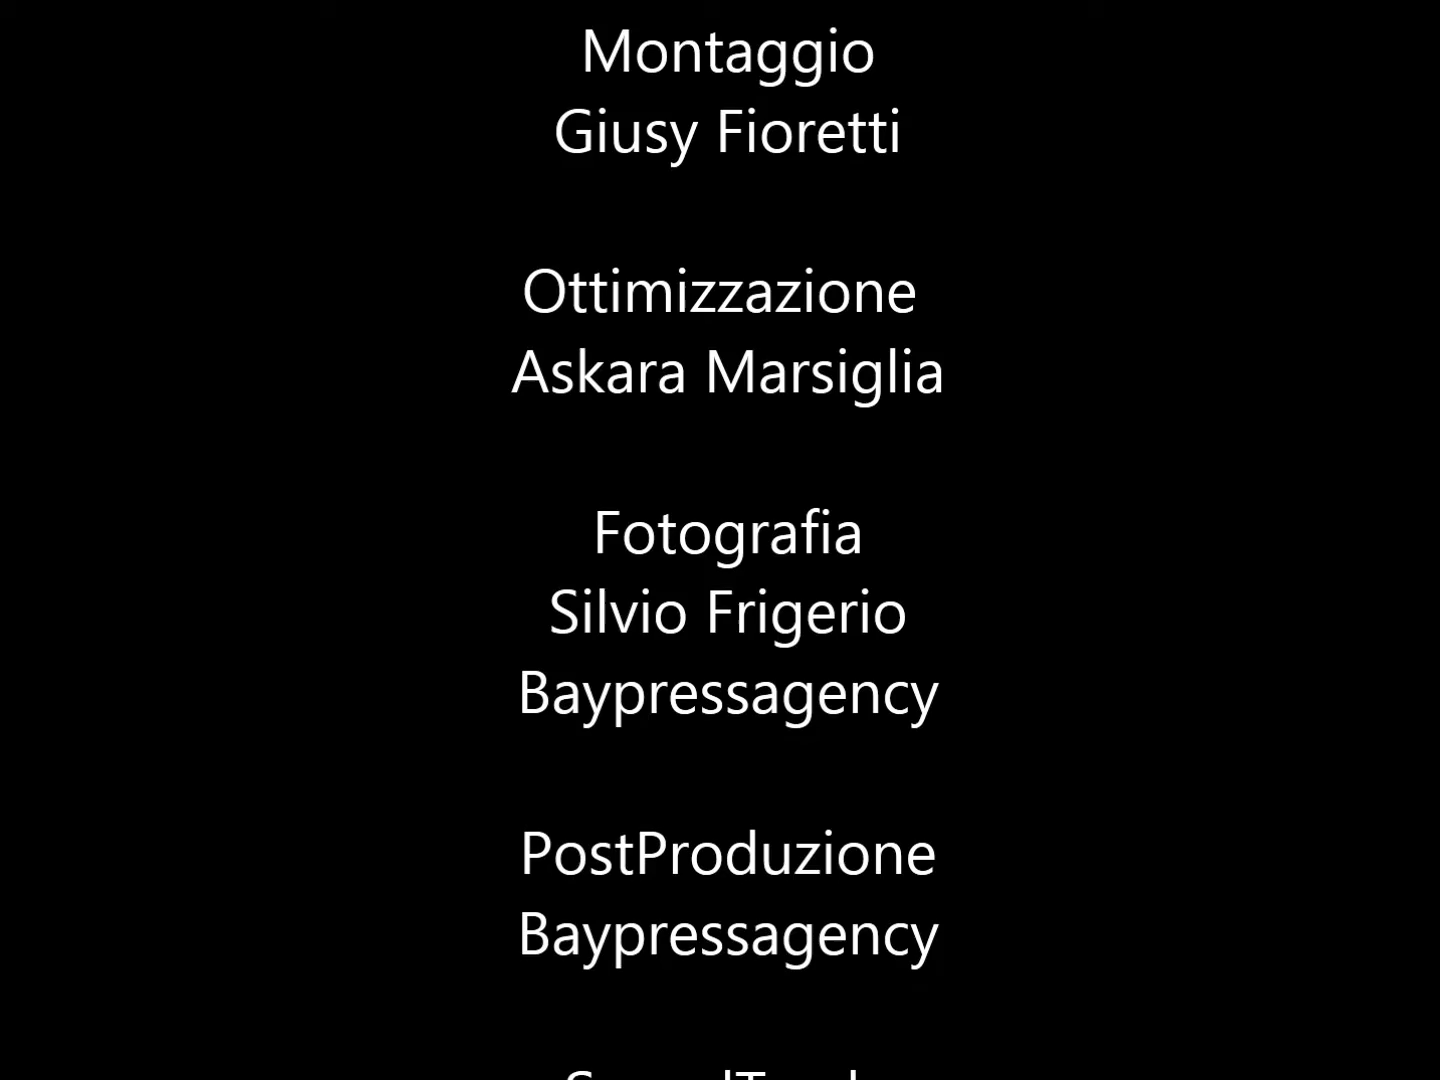 Montaggio
Giusy Fioretti
Ottimizzazione
Askara Marsiglia
Fotografia
Silvio Frigerio
Baypressagency
PostProduzione
Baypressagency